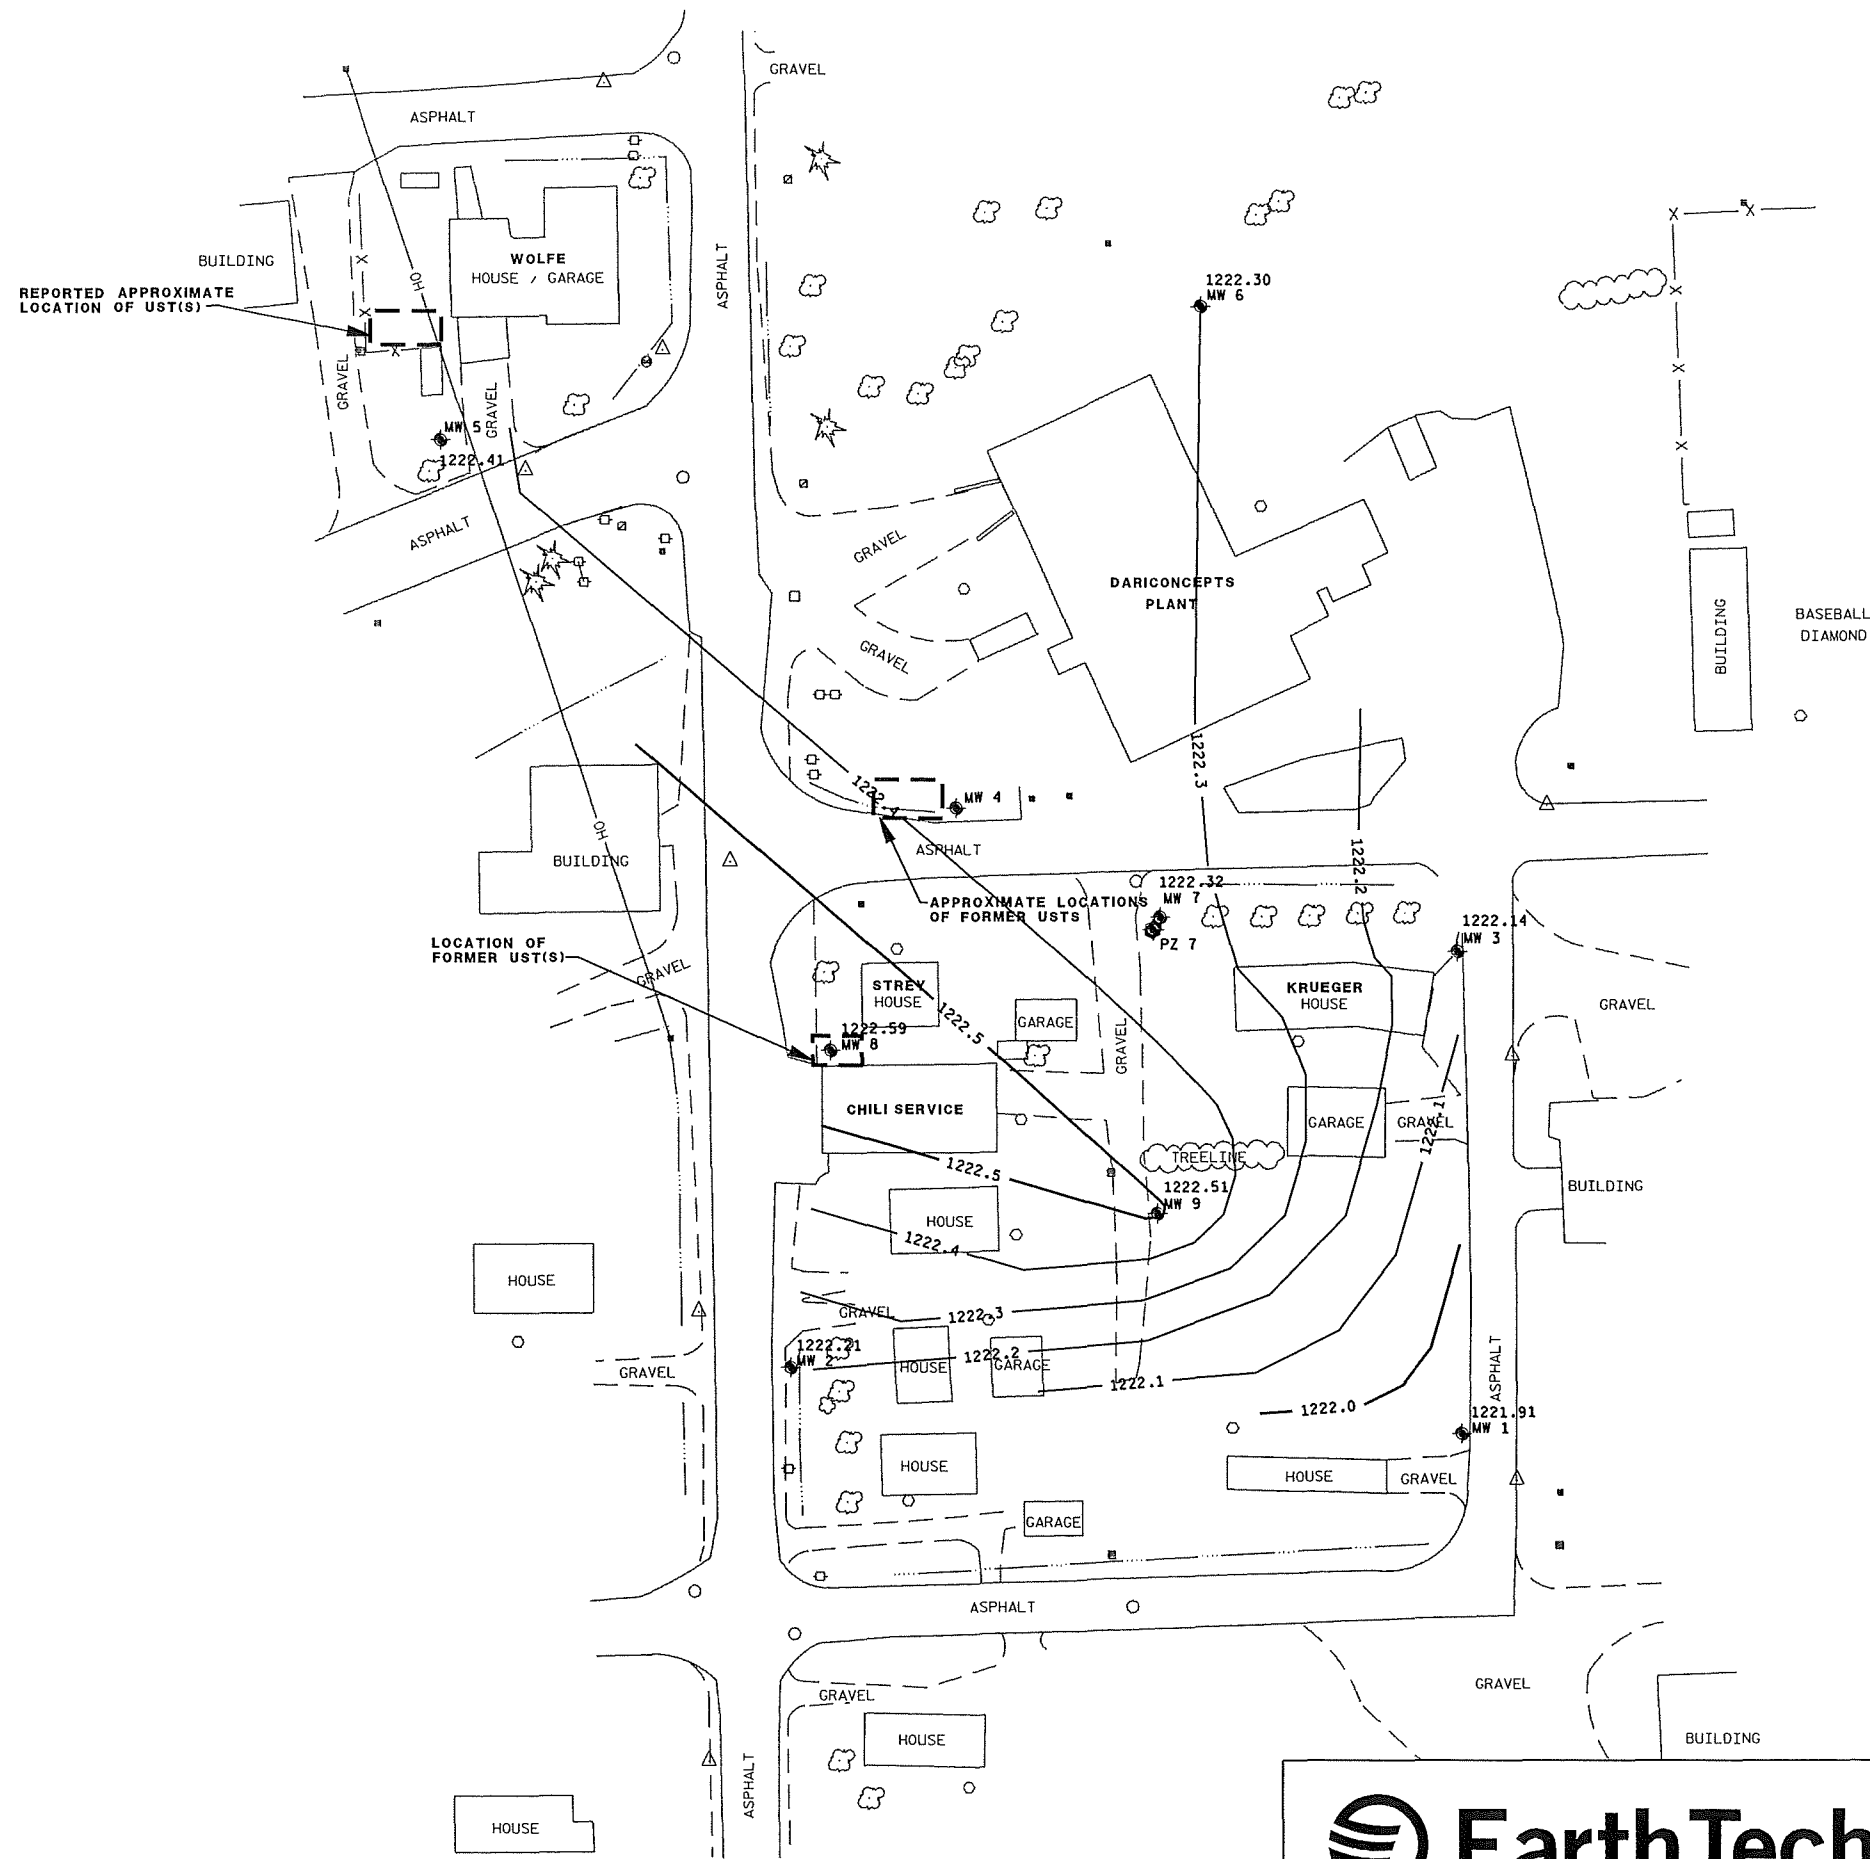 GRAVEL
ASPHALT
BUILDING
WOLFE
HOUSE / GARAGE
ASPHALT
REPORTED APPROXIMATE
LOCATION OF UST(S)
OH
1222.30
MW 6
GRAVEL
GRAVEL
MW 5
1222.41
ASPHALT
GRAVEL
DARICONCEPTS
PLANT
BUILDING
BASEBALL
DIAMOND
GRAVEL
1222.3
1222.4
MW 4
OH
BUILDING
ASPHALT
1222.2
APPROXIMATE LOCATIONS
OF FORMER USTS
1222.32
MW 7
PZ 7
1222.14
MW 3
LOCATION OF
FORMER UST(S)
GRAVEL
STREY
HOUSE
KRUEGER
HOUSE
GRAVEL
1222.5
GARAGE
1222.59
MW 8
GRAVEL
CHILI SERVICE
GARAGE
GRAVEL
1222.1
TREELINE
1222.5
1222.51
MW 9
BUILDING
HOUSE
1222.4
HOUSE
GRAVEL
1222.3
1222.21
MW 2
HOUSE
1222.2
GARAGE
GRAVEL
1222.1
ASPHALT
1222.0
1221.91
MW 1
HOUSE
HOUSE
GRAVEL
GARAGE
ASPHALT
GRAVEL
GRAVEL
HOUSE
BUILDING
ASPHALT
HOUSE
EarthTech